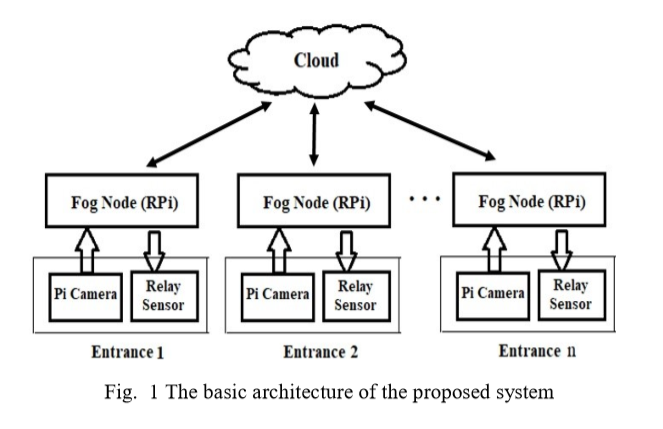 Cloud
Fog Node (RPi)
Fog Node (RPi)
...
Fog Node (RPi)
Pi Camera
Relay
Sensor
Pi Camera
Relay
Sensor
Pi Camera
Relay
Sensor
Entrance 1
Entrance 2
Entrance n
Fig. 1 The basic architecture of the proposed system